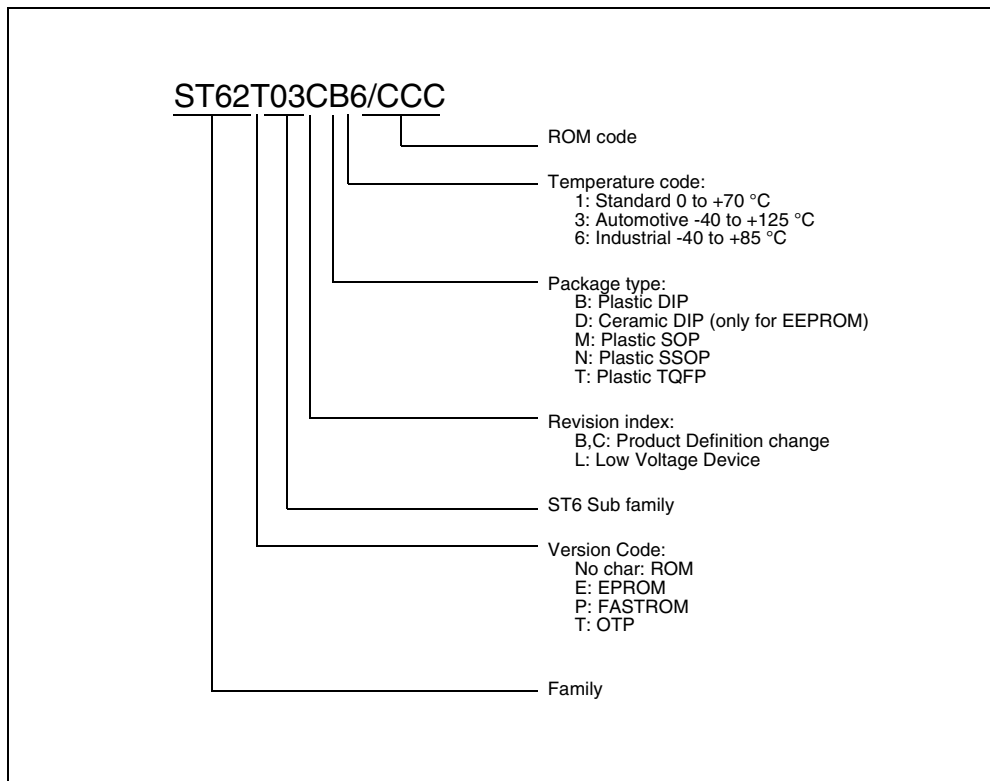 ST62T03CB6/CCC
ROM code
Temperature code:
1: Standard 0 to +70 °C
3: Automotive -40 to +125 °C
6: Industrial -40 to +85 °C
Package type:
B: Plastic DIP
D: Ceramic DIP (only for EEPROM)
M: Plastic SOP
N: Plastic SSOP
T: Plastic TQFP
Revision index:
B,C: Product Definition change
L: Low Voltage Device
ST6 Sub family
Version Code:
No char: ROM
E: EPROM
P: FASTROM
T: OTP
Family